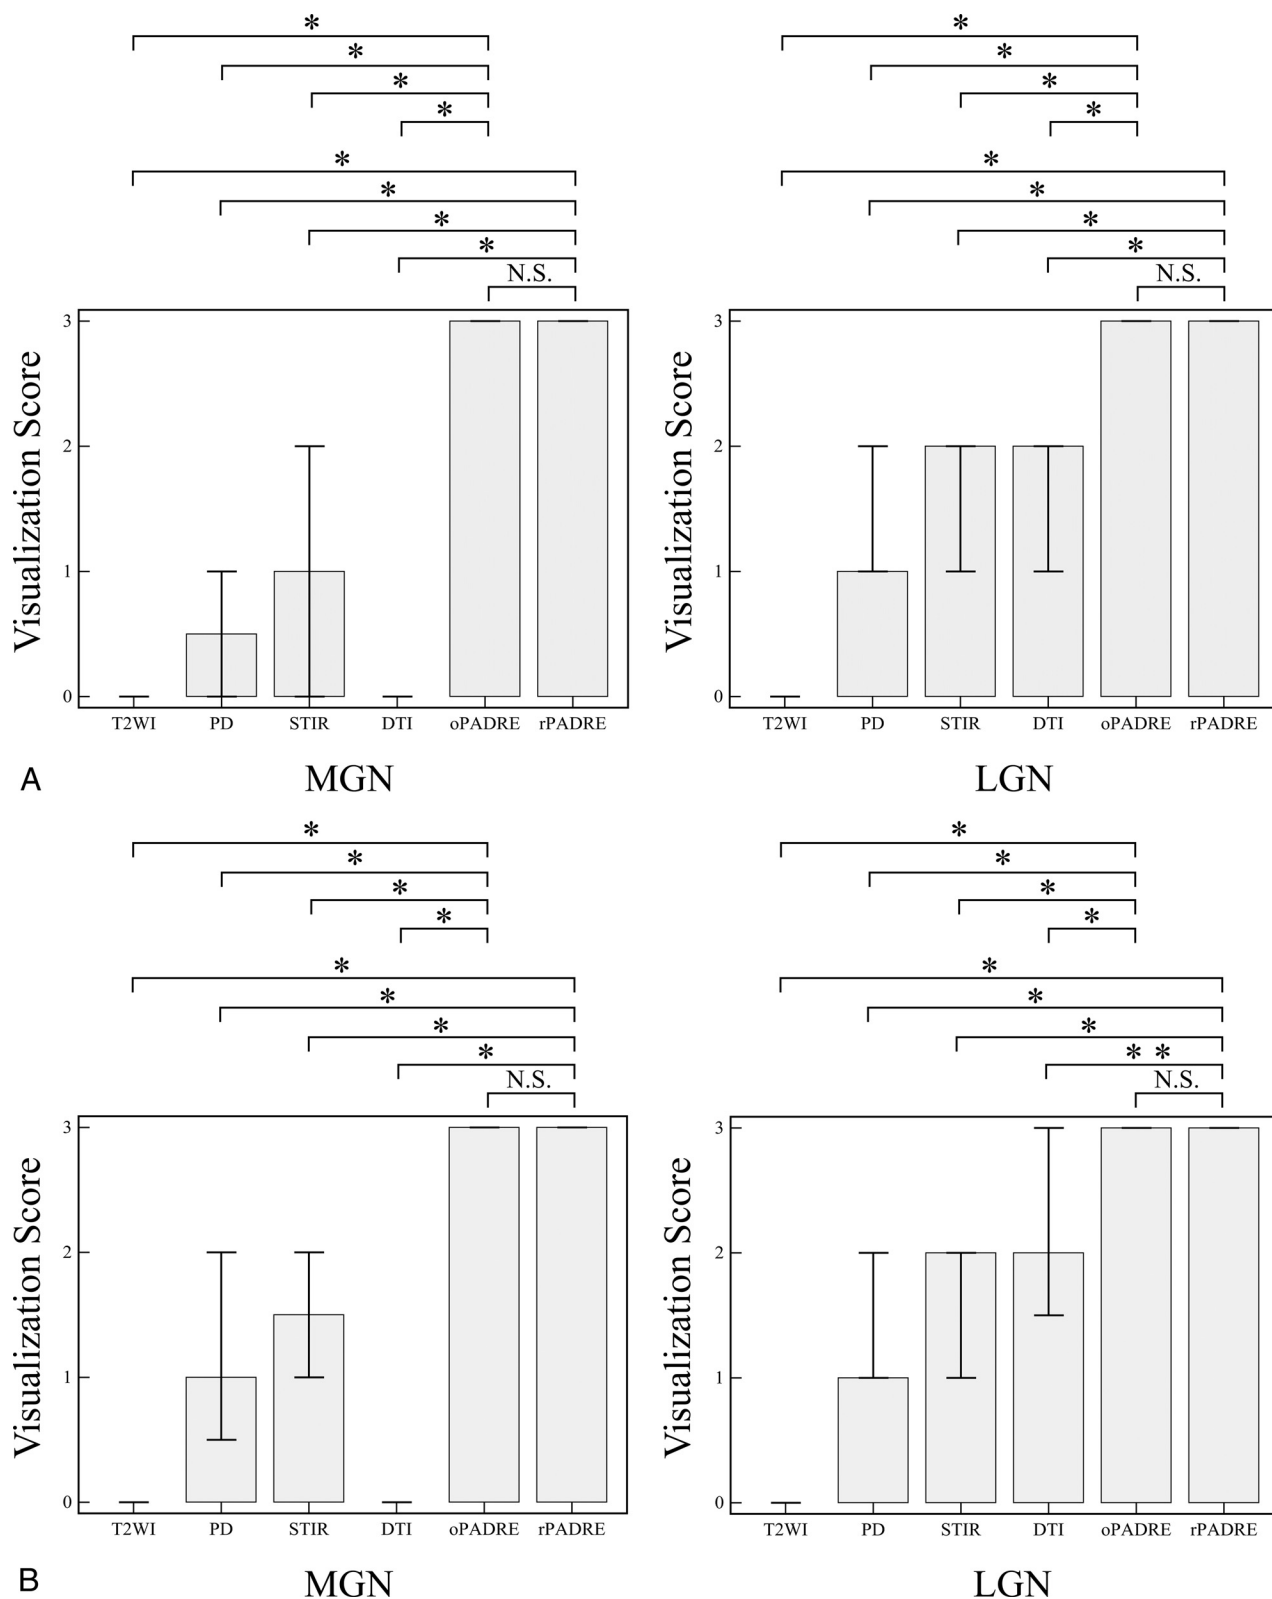 * *
* *
* *
* *
* *
* *
* *
* *
N.S. N.S.
Visualization Score
3
2
1
0
T2WI PD STIR DTI oPADRE rPADRE
MGN
Visualization Score
3
2
1
0
T2WI PD STIR DTI oPADRE rPADRE
LGN
A
* *
* *
* *
* *
* *
* *
* *
* * *
N.S. N.S.
Visualization Score
3
2
1
0
T2WI PD STIR DTI oPADRE rPADRE
MGN
Visualization Score
3
2
1
0
T2WI PD STIR DTI oPADRE rPADRE
LGN
B